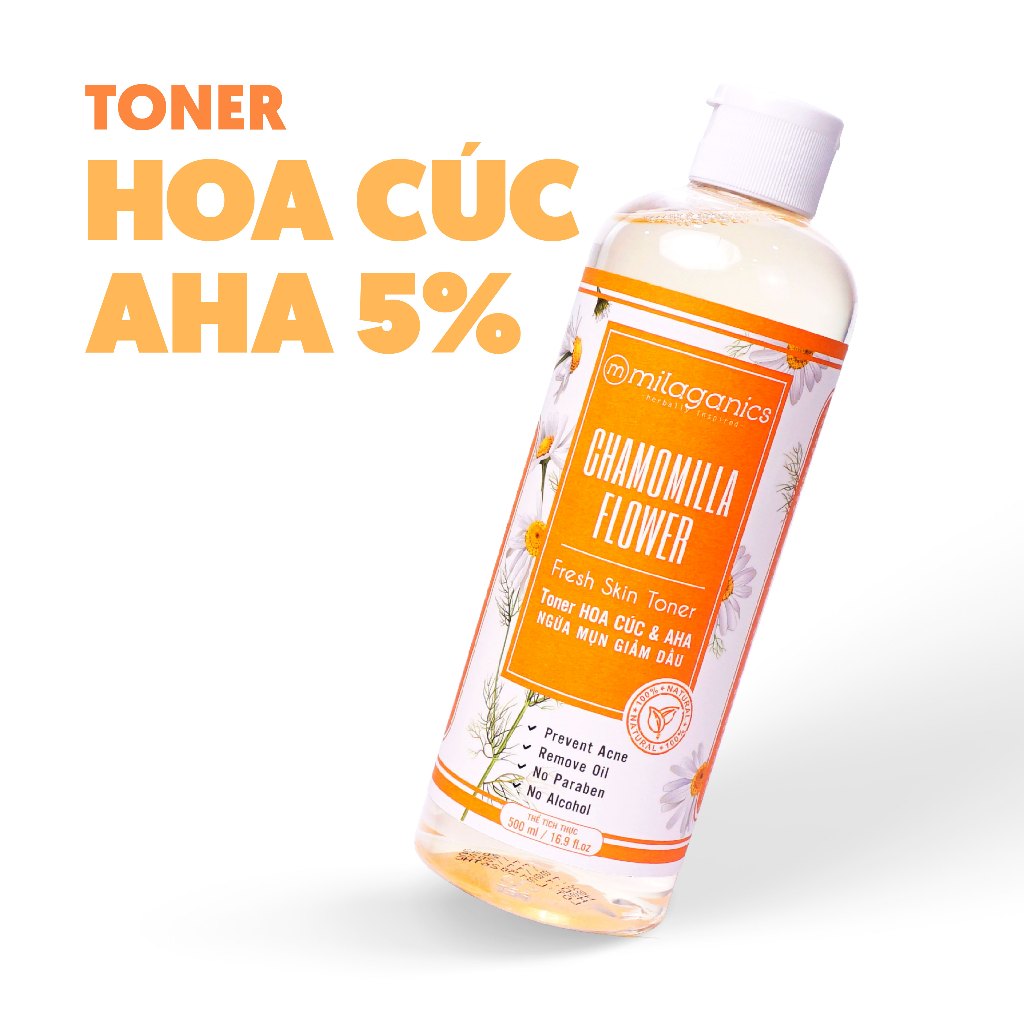 TONER
HOA CÚC
AHA 5%
m milaganics
herbally inspired
CHAMOMILLA
FLOWER
Fresh Skin Toner
Toner HOA CÚC & AHA
NGỪA MỤN GIẢM DẦU
100% NATURAL 100% NATURAL
✓ Prevent Acne
✓ Remove Oil
✓ No Paraben
✓ No Alcohol
THỂ TÍCH THỰC
500 ml / 16.9 fl.oz